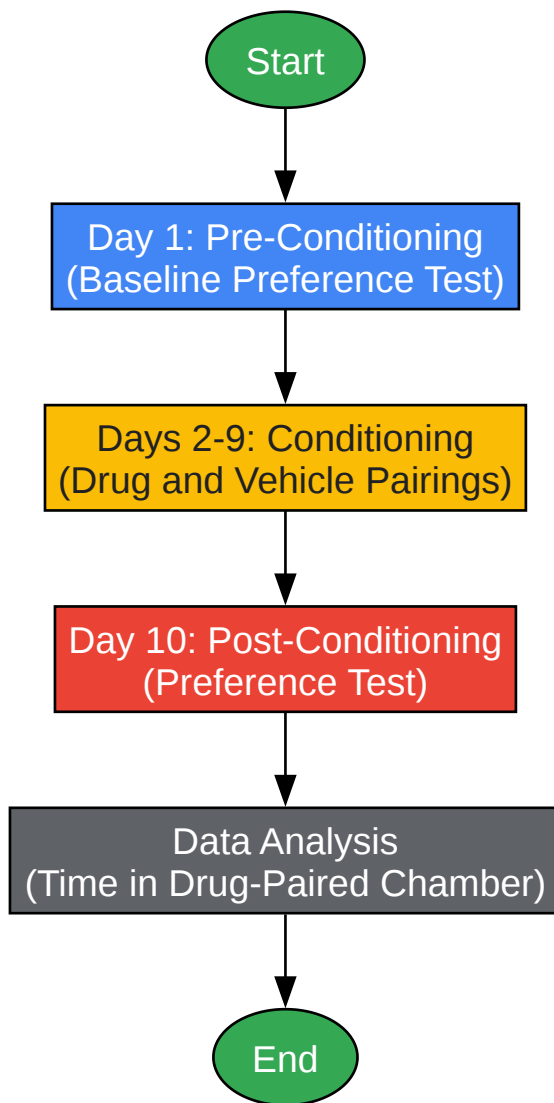 Start
Day 1: Pre-Conditioning
(Baseline Preference Test)
Days 2-9: Conditioning
(Drug and Vehicle Pairings)
Day 10: Post-Conditioning
(Preference Test)
Data Analysis
(Time in Drug-Paired Chamber)
End